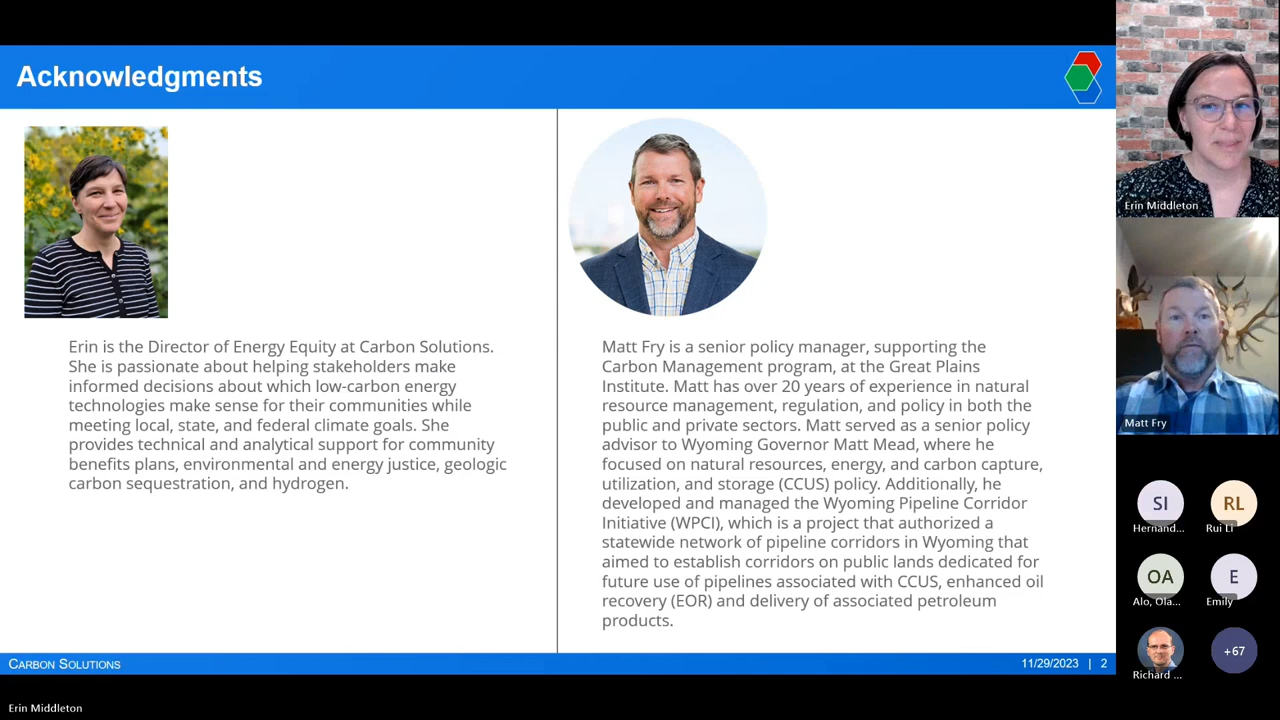 Acknowledgments
Erin is the Director of Energy Equity at Carbon Solutions.
She is passionate about helping stakeholders make
informed decisions about which low-carbon energy
technologies make sense for their communities while
meeting local, state, and federal climate goals. She
provides technical and analytical support for community
benefits plans, environmental and energy justice, geologic
carbon sequestration, and hydrogen.
Matt Fry is a senior policy manager, supporting the
Carbon Management program, at the Great Plains
Institute. Matt has over 20 years of experience in natural
resource management, regulation, and policy in both the
public and private sectors. Matt served as a senior policy
advisor to Wyoming Governor Matt Mead, where he
focused on natural resources, energy, and carbon capture,
utilization, and storage (CCUS) policy. Additionally, he
developed and managed the Wyoming Pipeline Corridor
Initiative (WPCI), which is a project that authorized a
statewide network of pipeline corridors in Wyoming that
aimed to establish corridors on public lands dedicated for
future use of pipelines associated with CCUS, enhanced oil
recovery (EOR) and delivery of associated petroleum
products.
CARBON SOLUTIONS
11/29/2023 | 2
Erin Middleton
Erin Middleton
Matt Fry
SI
Hernand...
RL
Rui Li
OA
Alo, Ola...
E
Emily
Richard ...
+67